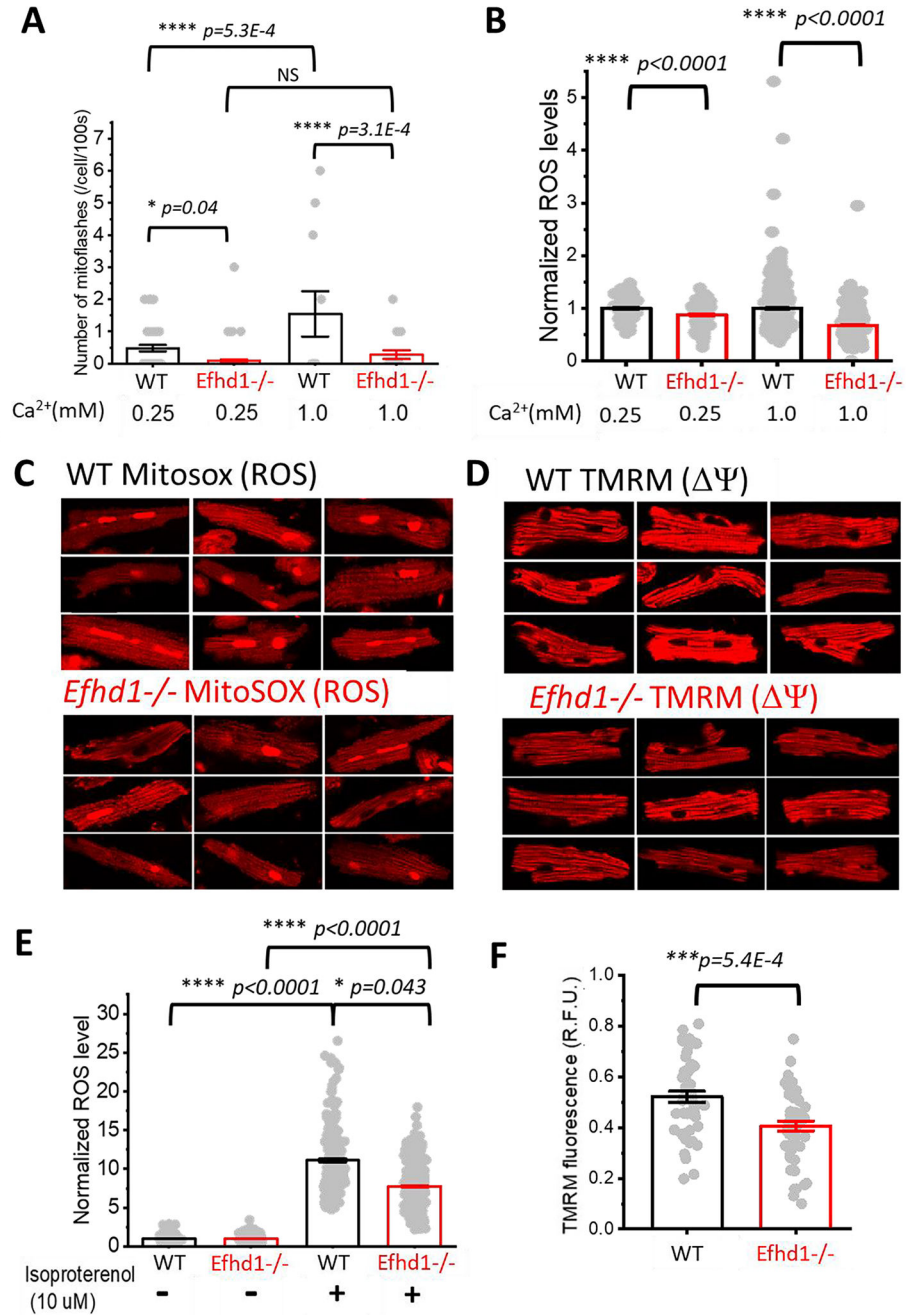 A
**** p=5.3E-4
NS
**** p=3.1E-4
* p=0.04
Number of mitoflashes (/cell/100s)
7
6
5
4
3
2
1
0
WT Efhd1-/- WT Efhd1-/-
Ca2+(mM) 0.25 0.25 1.0 1.0
B
**** p<0.0001
**** p<0.0001
Normalized ROS levels
5
4
3
2
1
0
WT Efhd1-/- WT Efhd1-/-
Ca2+(mM) 0.25 0.25 1.0 1.0
C WT Mitosox (ROS)
Efhd1-/- MitoSOX (ROS)
D WT TMRM (ΔΨ)
Efhd1-/- TMRM (ΔΨ)
E
**** p<0.0001
**** p<0.0001 * p=0.043
Normalized ROS level
30
25
20
15
10
5
0
WT Efhd1-/- WT Efhd1-/-
Isoproterenol
(10 uM) - - + +
F
***p=5.4E-4
TMRM fluorescence (R.F.U.)
1.0
0.8
0.6
0.4
0.2
0.0
WT Efhd1-/-